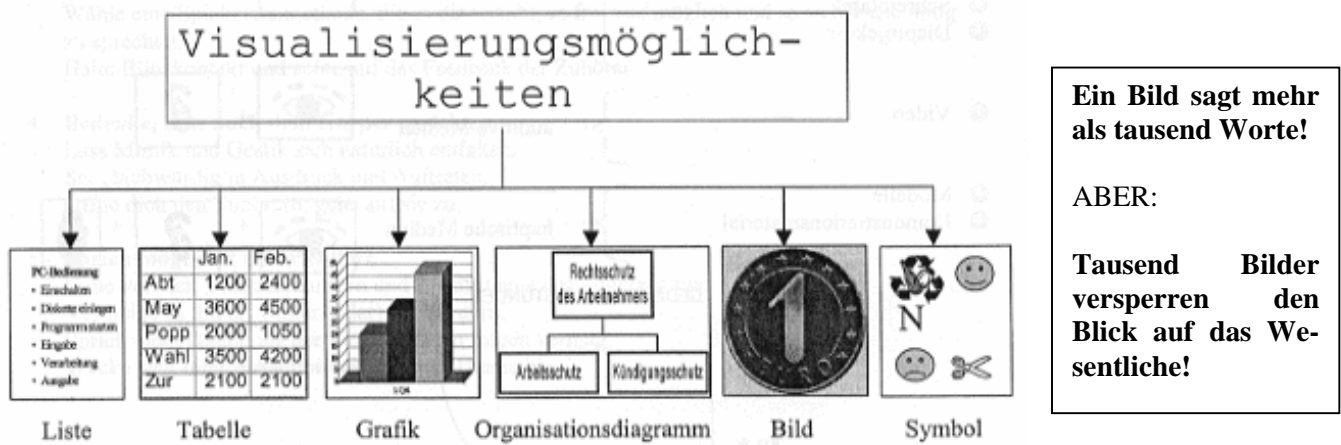 Visualisierungsmöglich-
keiten
PC-Bedienung
• Einschalten
• Diskette einlegen
• Programm starten
• Eingabe
• Verarbeitung
• Ausgabe
Liste
Jan. Feb.
Abt 1200 2400
May 3600 4500
Popp 2000 1050
Wahl 3500 4200
Zur 2100 2100
Tabelle
Grafik
Rechtsschutz
des Arbeitnehmers
Arbeitsschutz Kündigungsschutz
Organisationsdiagramm
1
Bild
N
Symbol
Ein Bild sagt mehr
als tausend Worte!
ABER:
Tausend Bilder
versperren den
Blick auf das We-
sentliche!